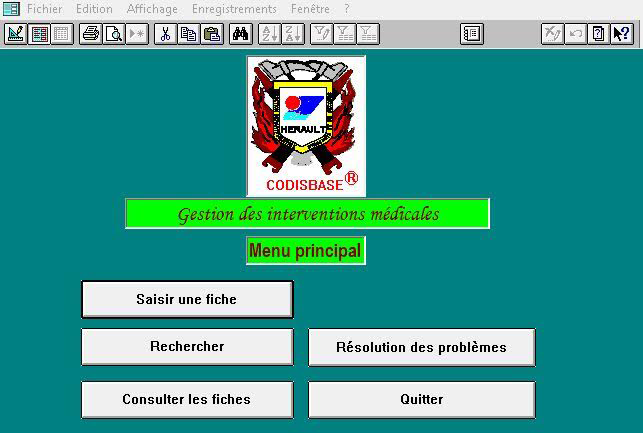 Fichier Edition Affichage Enregistrements Fenêtre ?
HERAULT
CODISBASE®
Gestion des interventions médicales
Menu principal
Saisir une fiche
Rechercher
Résolution des problèmes
Consulter les fiches
Quitter